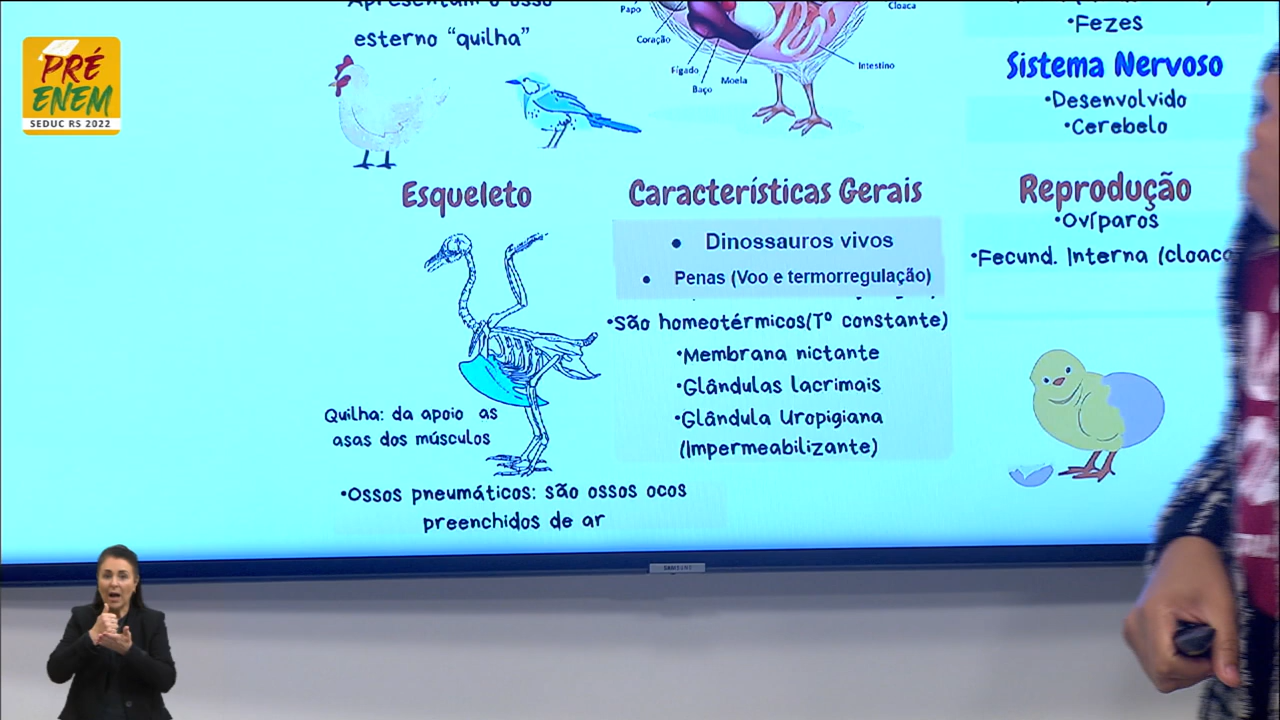 PRÉ
ENEM
SEDUC RS 2022
Apresentam o osso
esterno “quilha”
Papo
Coração
Fígado
Baço
Moela
Intestino
Cloaca
•Fezes
Sistema Nervoso
•Desenvolvido
•Cerebelo
Esqueleto
Quilha: da apoio as
asas dos músculos
•Ossos pneumáticos: são ossos ocos
preenchidos de ar
Características Gerais
• Dinossauros vivos
• Penas (Voo e termorregulação)
•São homeotérmicos(Tº constante)
•Membrana nictante
•Glândulas lacrimais
•Glândula Uropigiana
(Impermeabilizante)
Reprodução
•Ovíparos
•Fecund. Interna (cloaca
SAMSUNG